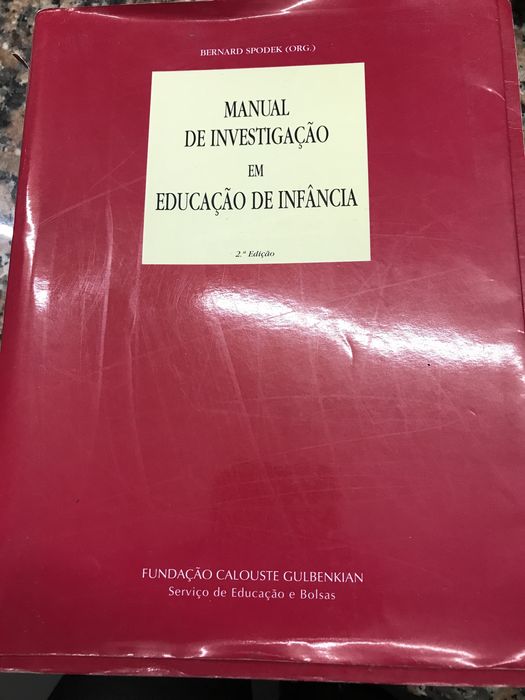 BERNARD SPODEK (ORG.)
MANUAL
DE INVESTIGAÇÃO
EM
EDUCAÇÃO DE INFÂNCIA
2.ª Edição
FUNDAÇÃO CALOUSTE GULBENKIAN
Serviço de Educação e Bolsas